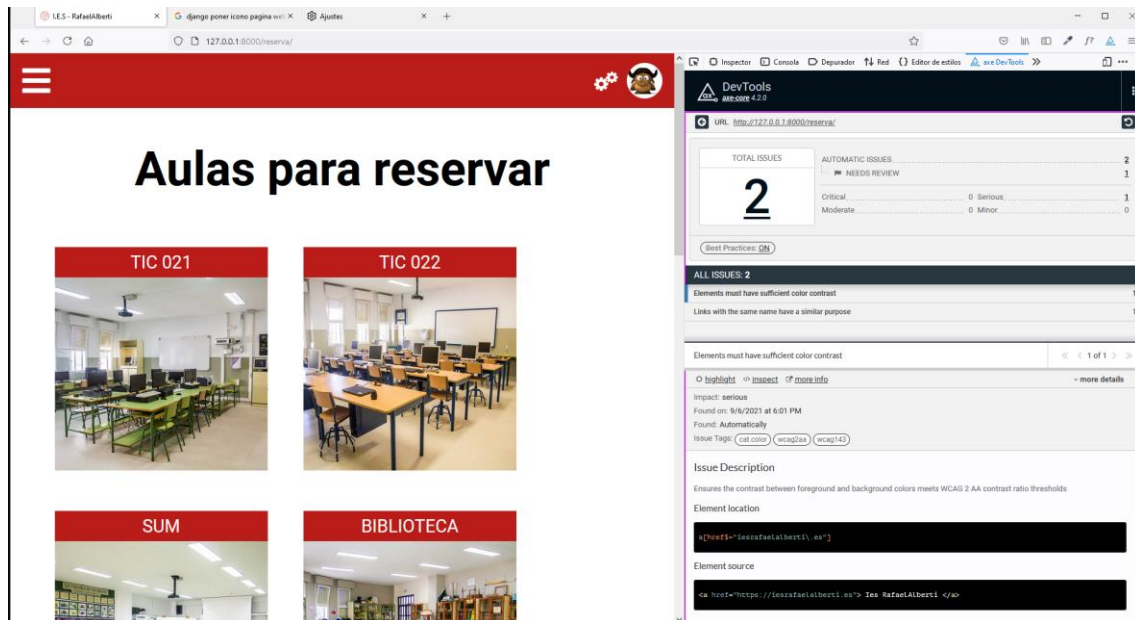 I.E.S - RafaelAlberti
django poner icono pagina wel
Ajustes
127.0.0.1:8000/reserva/
Aulas para reservar
TIC 021
TIC 022
SUM
BIBLIOTECA
Inspector Consola Depurador Red Editor de estilos axe DevTools
ax
DevTools
axe-core 4.2.0
URL http://127.0.0.1:8000/reserva/
TOTAL ISSUES
2
AUTOMATIC ISSUES 2
NEEDS REVIEW 1
Critical 0 Serious 1
Moderate 0 Minor 0
Best Practices: ON
ALL ISSUES: 2
Elements must have sufficient color contrast 1
Links with the same name have a similar purpose 1
Elements must have sufficient color contrast 1 of 1
highlight inspect more info more details
Impact: serious
Found on: 9/6/2021 at 6:01 PM
Found: Automatically
Issue Tags: cat.color wcag2aa wcag143
Issue Description
Ensures the contrast between foreground and background colors meets WCAG 2 AA contrast ratio thresholds
Element location
a[href$="iesrafaelalberti\.es"]
Element source
<a href="https://iesrafaelalberti.es"> Ies RafaelAlberti </a>